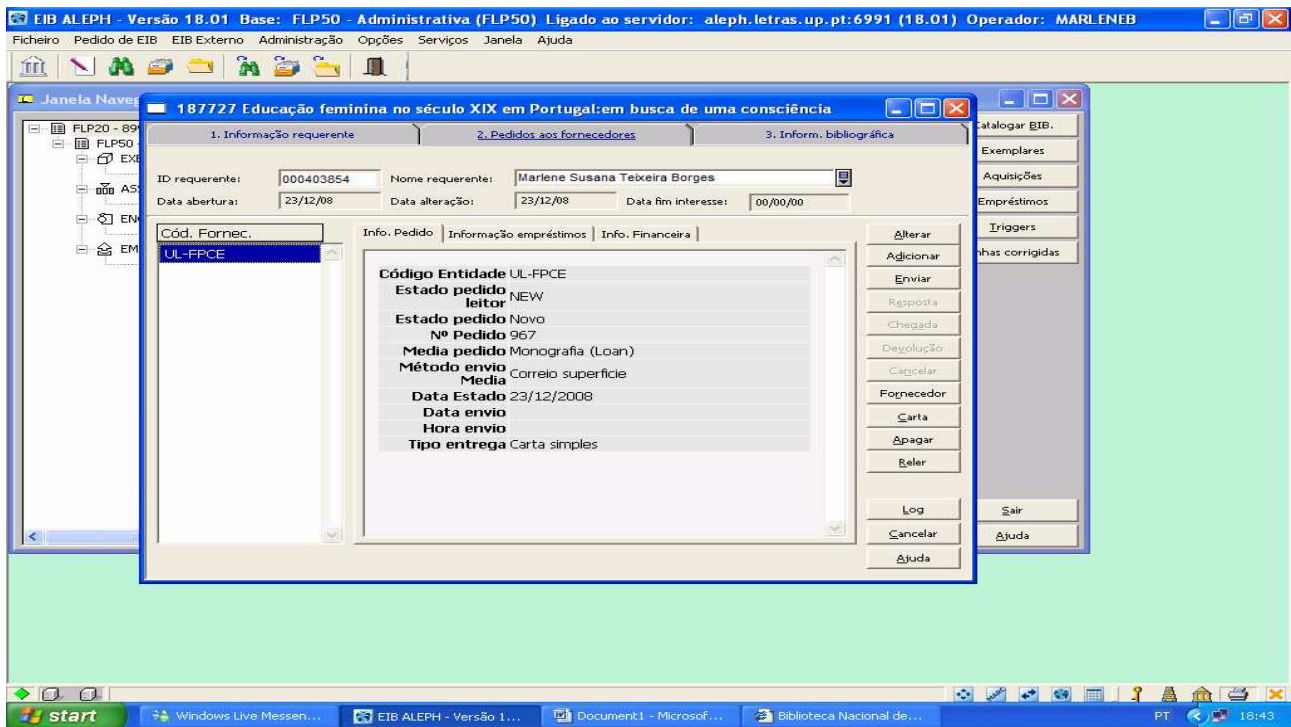 EIB ALEPH - Versão 18.01 Base: FLP50 - Administrativa (FLP50) Ligado ao servidor: aleph.letras.up.pt:6991 (18.01) Operador: MARLENEB
Ficheiro Pedido de EIB EIB Externo Administração Opções Serviços Janela Ajuda
Janela Naveg
187727 Educação feminina no século XIX em Portugal:em busca de uma consciência
FLP20 - 89
FLP50
EXE
AS
EN
EM
1. Informação requerente 2. Pedidos aos fornecedores 3. Inform. bibliográfica
ID requerente: 000403854 Nome requerente: Marlene Susana Teixeira Borges
Data abertura: 23/12/08 Data alteração: 23/12/08 Data fim interesse: 00/00/00
Cód. Fornec.
UL-FPCE
Info. Pedido Informação empréstimos Info. Financeira
Código Entidade UL-FPCE
Estado pedido leitor NEW
Estado pedido Novo
Nº Pedido 967
Media pedido Monografia (Loan)
Método envio Media Correio superficie
Data Estado 23/12/2008
Data envio
Hora envio
Tipo entrega Carta simples
Alterar
Adicionar
Enviar
Resposta
Chegada
Devolução
Cancelar
Fornecedor
Carta
Apagar
Reler
Log
Cancelar
Ajuda
Catalogar BIB.
Exemplares
Aquisições
Empréstimos
Triggers
nhas corrigidas
Sair
Ajuda
start Windows Live Messen... EIB ALEPH - Versão 1... Document1 - Microsof... Biblioteca Nacional de... PT 18:43